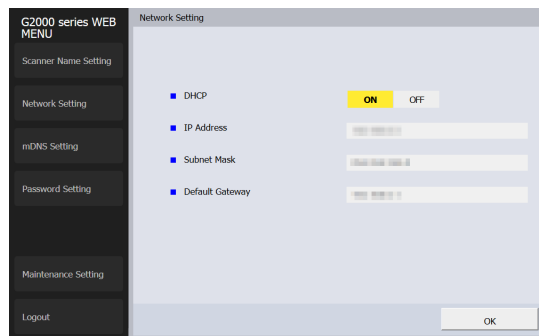 G2000 series WEB
MENU
Network Setting
Scanner Name Setting
Network Setting
mDNS Setting
Password Setting
Maintenance Setting
Logout
DHCP
ON OFF
IP Address
Subnet Mask
Default Gateway
OK